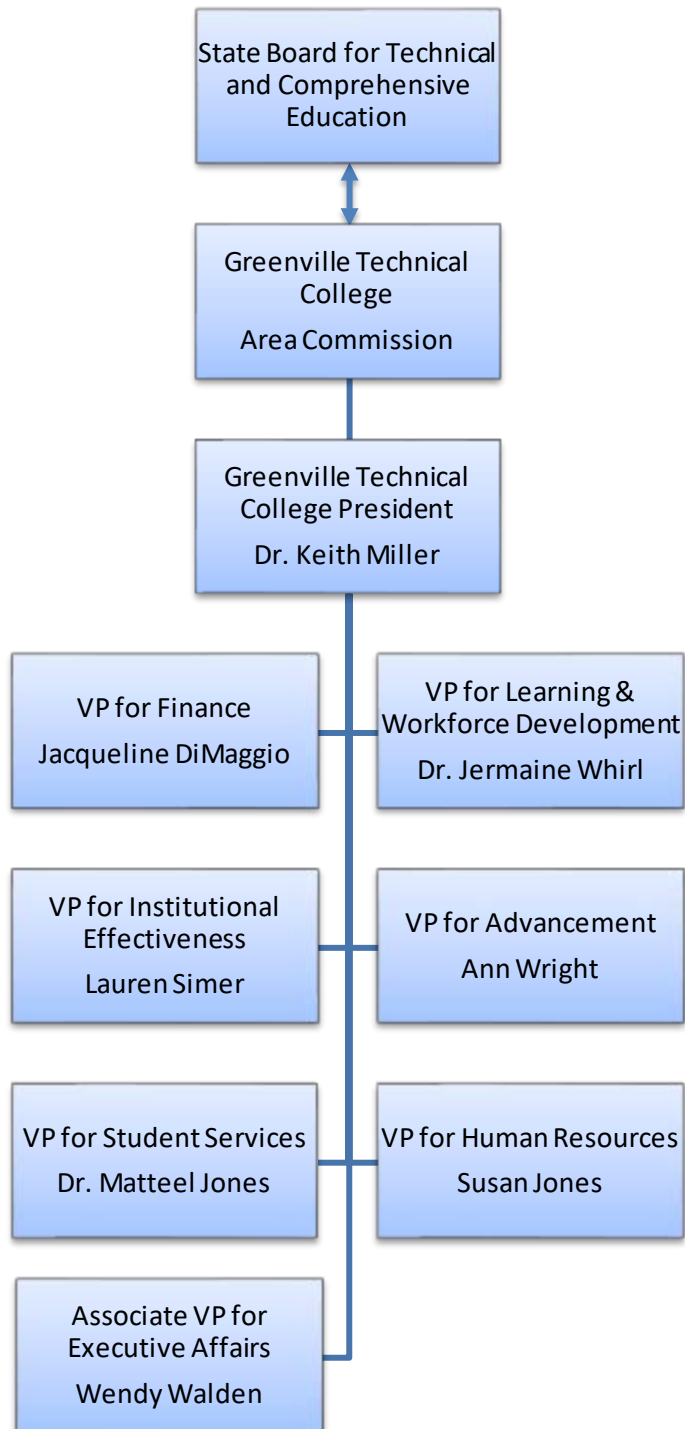 State Board for Technical
and Comprehensive
Education
Greenville Technical
College
Area Commission
Greenville Technical
College President
Dr. Keith Miller
VP for Finance
Jacqueline DiMaggio
VP for Learning &
Workforce Development
Dr. Jermaine Whirl
VP for Institutional
Effectiveness
Lauren Simer
VP for Advancement
Ann Wright
VP for Student Services
Dr. Matteel Jones
VP for Human Resources
Susan Jones
Associate VP for
Executive Affairs
Wendy Walden